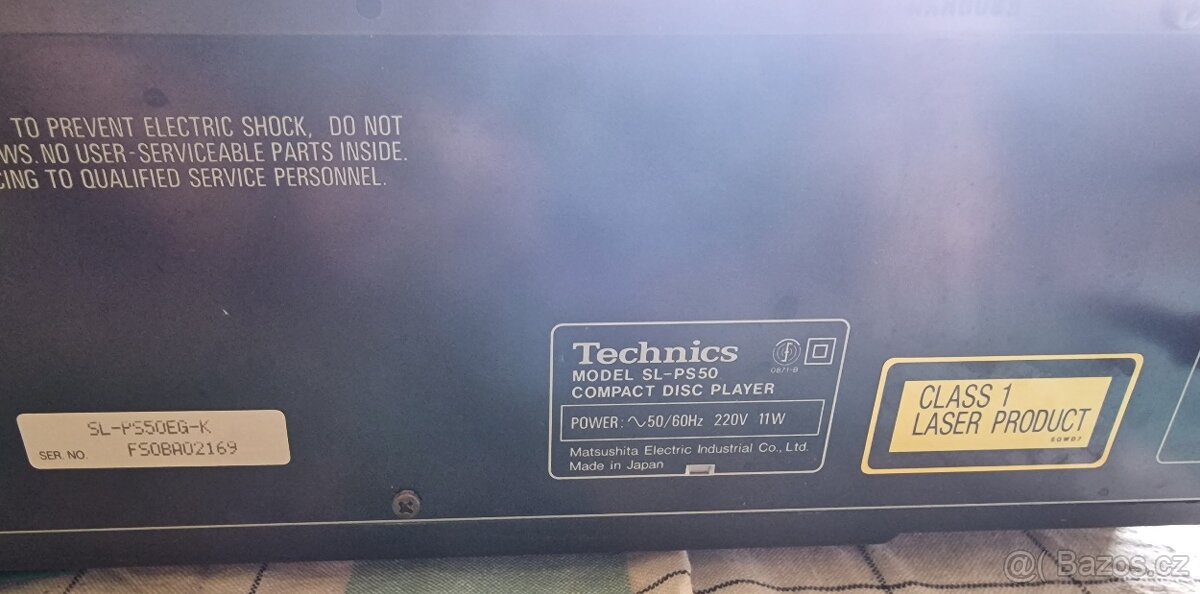 TO PREVENT ELECTRIC SHOCK, DO NOT
WS. NO USER-SERVICEABLE PARTS INSIDE.
CING TO QUALIFIED SERVICE PERSONNEL.
SL-PS50EG-K
SER. NO. FS0BA02169
Technics
MODEL SL-PS50
COMPACT DISC PLAYER
POWER: ∿50/60Hz 220V 11W
Matsushita Electric Industrial Co., Ltd.
Made in Japan
0871-B
CLASS 1
LASER PRODUCT
SQWD7
@ Bazos.cz